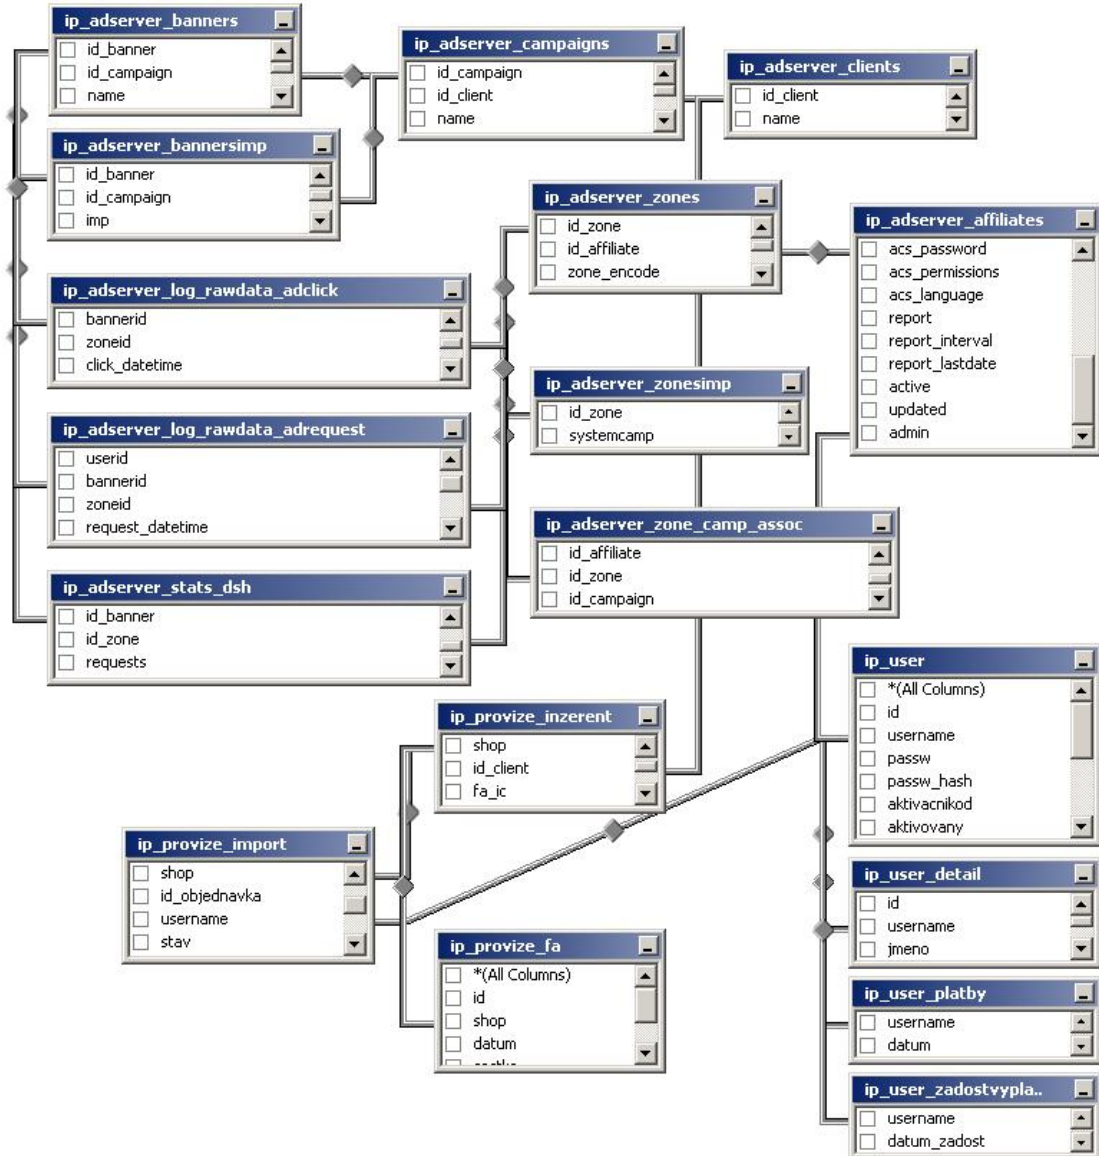 ip_adserver_banners
id_banner
id_campaign
name
ip_adserver_campaigns
id_campaign
id_client
name
ip_adserver_clients
id_client
name
ip_adserver_bannersimp
id_banner
id_campaign
imp
ip_adserver_zones
id_zone
id_affiliate
zone_encode
ip_adserver_affiliates
acs_password
acs_permissions
acs_language
report
report_interval
report_lastdate
active
updated
admin
ip_adserver_log_rawdata_adclick
bannerid
zoneid
click_datetime
ip_adserver_zonesimp
id_zone
systemcamp
ip_adserver_log_rawdata_adrequest
userid
bannerid
zoneid
request_datetime
ip_adserver_zone_camp_assoc
id_affiliate
id_zone
id_campaign
ip_adserver_stats_dsh
id_banner
id_zone
requests
ip_user
*(All Columns)
id
username
passw
passw_hash
aktivacnikod
aktivovany
ip_provize_inzerent
shop
id_client
fa_ic
ip_provize_import
shop
id_objednavka
username
stav
ip_user_detail
id
username
jmeno
ip_provize_fa
*(All Columns)
id
shop
datum
ip_user_platby
username
datum
ip_user_zadostvypla..
username
datum_zadost